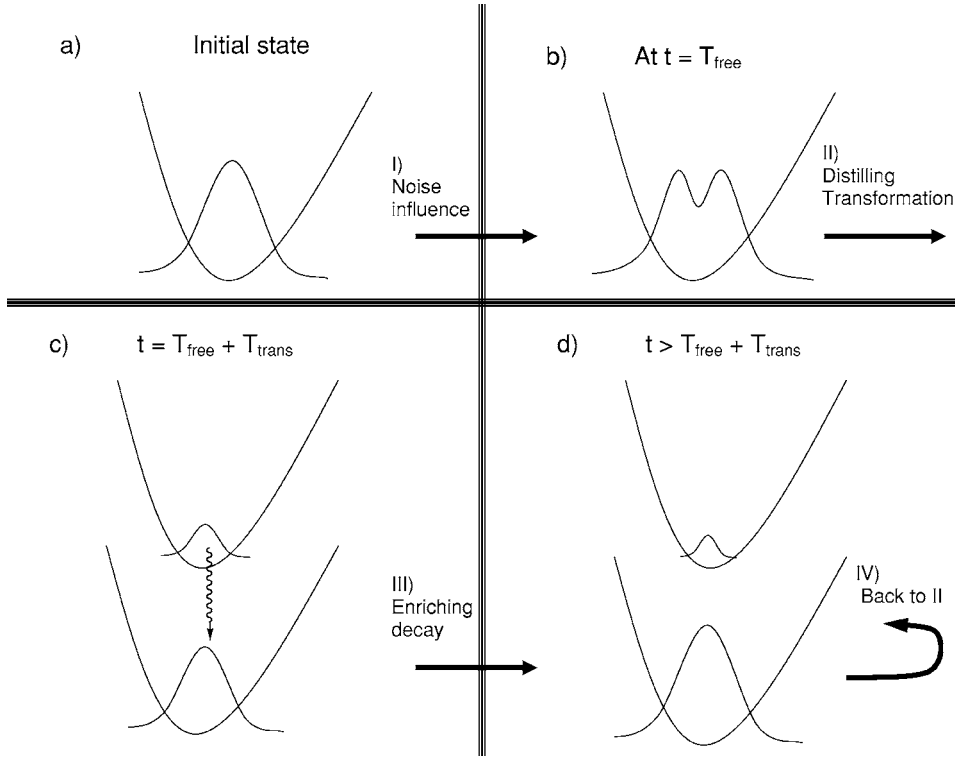 a) Initial state
I)
Noise
influence
b) At t = T_free
II)
Distilling
Transformation
c) t = T_free + T_trans
III)
Enriching
decay
d) t > T_free + T_trans
IV)
Back to II